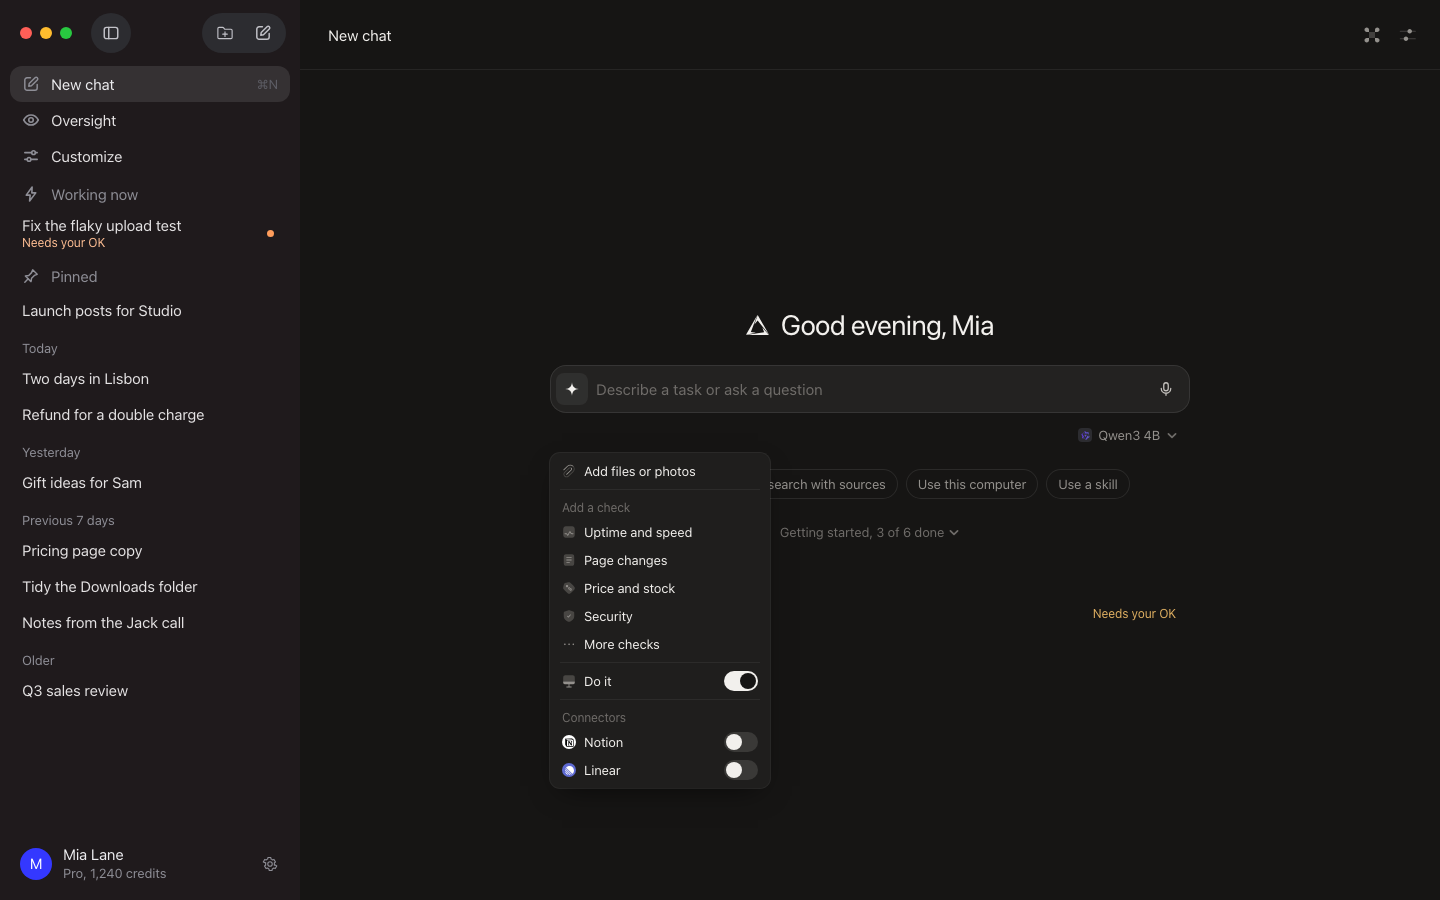 New chat
⌘N
Oversight
Customize
Working now
Fix the flaky upload test
Needs your OK
Pinned
Launch posts for Studio
Today
Two days in Lisbon
Refund for a double charge
Yesterday
Gift ideas for Sam
Previous 7 days
Pricing page copy
Tidy the Downloads folder
Notes from the Jack call
Older
Q3 sales review
M
Mia Lane
Pro, 1,240 credits
New chat
Good evening, Mia
Describe a task or ask a question
Qwen3 4B
Add files or photos
Add a check
Uptime and speed
Page changes
Price and stock
Security
More checks
Do it
Connectors
Notion
Linear
search with sources
Use this computer
Use a skill
Getting started, 3 of 6 done
Needs your OK